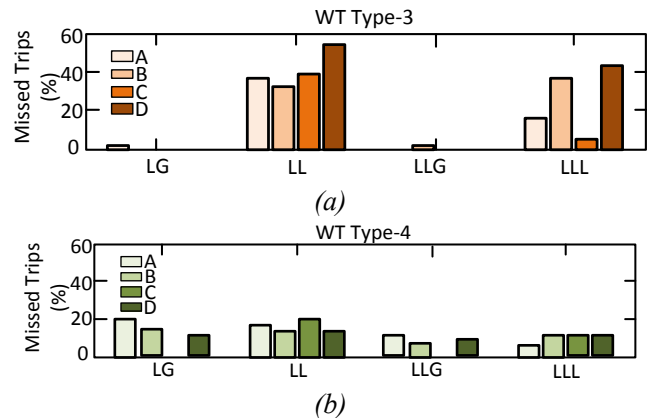 WT Type-3
Missed Trips
(%)
60
40
20
0
A
B
C
D
LG LL LLG LLL
(a)
WT Type-4
Missed Trips
(%)
60
40
20
0
A
B
C
D
LG LL LLG LLL
(b)